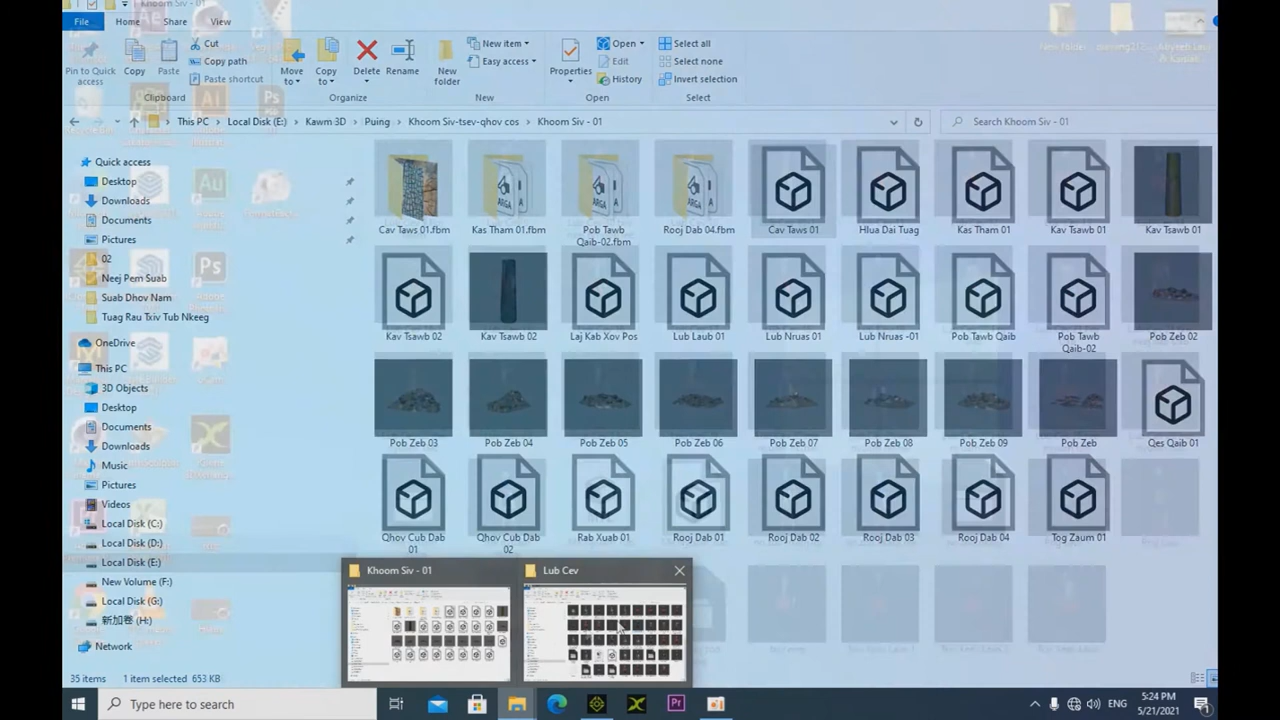 Khoom Siv - 01
File Home Share View
Pin to Quick access
Copy
Paste
Cut
Copy path
Paste shortcut
Clipboard
Move to
Copy to
Delete
Rename
Organize
New folder
New item
Easy access
New
Properties
Open
Edit
History
Open
Select all
Select none
Invert selection
Select
New Folder
This PC Local Disk (E:) Kawm 3D Puing Khoom Siv-tsev-qhov cos Khoom Siv - 01
Search Khoom Siv - 01
Quick access
Desktop
Downloads
Documents
Pictures
02
Neej Pem Suab
Suab Dhov Nam
Tuag Rau Txiv Tub Nkeeg
OneDrive
This PC
3D Objects
Desktop
Documents
Downloads
Music
Pictures
Videos
Local Disk (C:)
Local Disk (D:)
Local Disk (E:)
New Volume (F:)
Local Disk (G:)
新加卷 (H:)
Network
Cav Taws 01.fbm Kas Tham 01.fbm Pob Tawb Qaib-02.fbm Rooj Dab 04.fbm Cav Taws 01 Hlua Dai Tuag Kas Tham 01 Kav Tsawb 01 Kav Tsawb 01
Kav Tsawb 02 Kav Tsawb 02 Laj Kab Xov Pos Lub Laub 01 Lub Nruas 01 Lub Nruas -01 Pob Tawb Qaib Pob Tawb Qaib-02 Pob Zeb 02
Pob Zeb 03 Pob Zeb 04 Pob Zeb 05 Pob Zeb 06 Pob Zeb 07 Pob Zeb 08 Pob Zeb 09 Pob Zeb Qes Qaib 01
Qhov Cub Dab 01 Qhov Cub Dab 02 Rab Xuab 01 Rooj Dab 01 Rooj Dab 02 Rooj Dab 03 Rooj Dab 04 Tog Zaum 01
Khoom Siv - 01
Lub Cev
35 items 1 item selected 653 KB
Type here to search
ENG
5:24 PM
5/21/2021